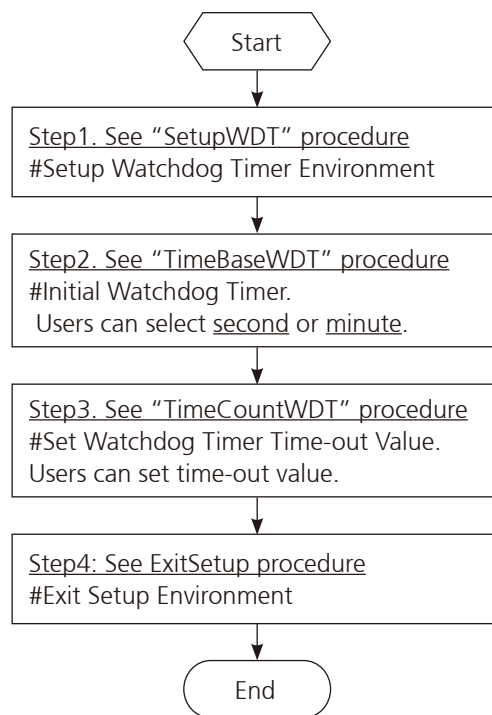 Start
Step1. See “SetupWDT” procedure
#Setup Watchdog Timer Environment
Step2. See “TimeBaseWDT” procedure
#Initial Watchdog Timer.
Users can select second or minute.
Step3. See “TimeCountWDT” procedure
#Set Watchdog Timer Time-out Value.
Users can set time-out value.
Step4: See ExitSetup procedure
#Exit Setup Environment
End